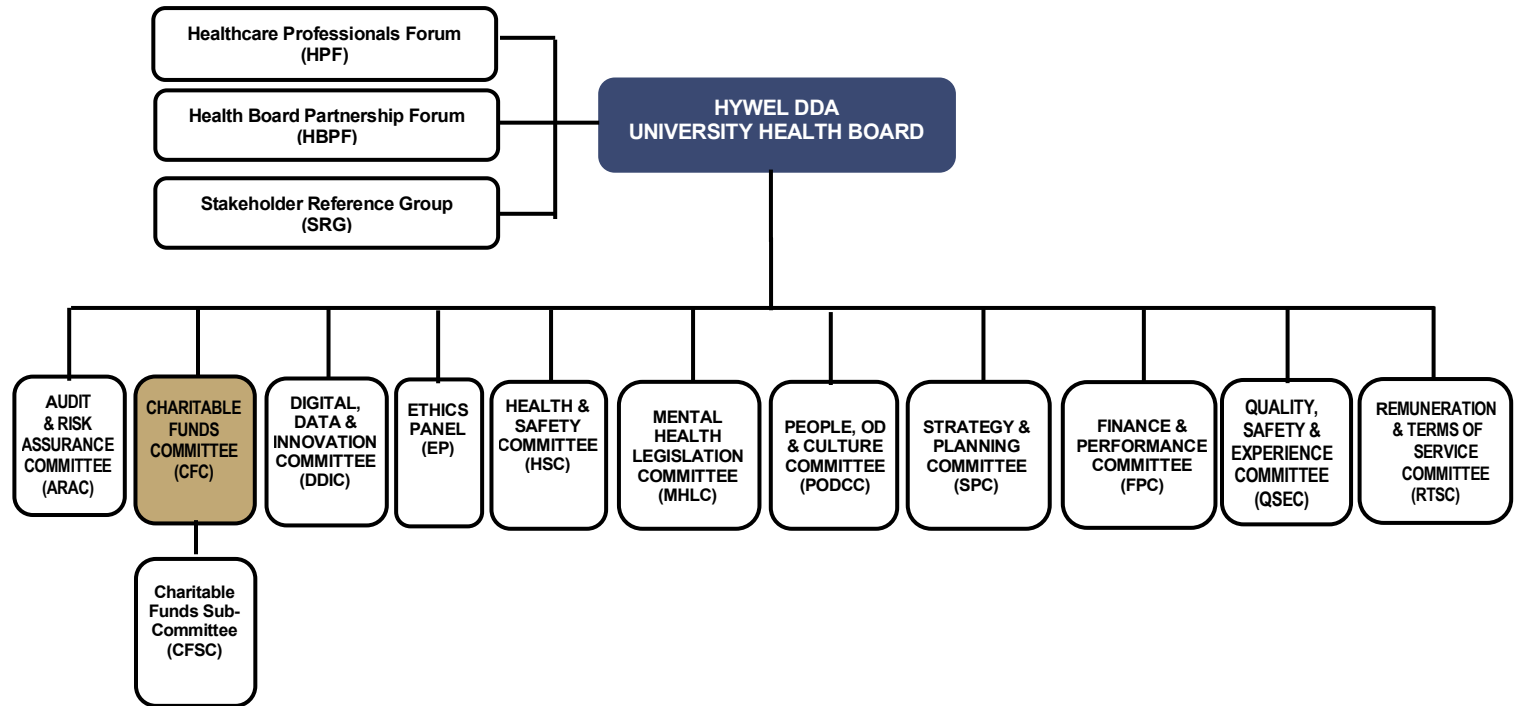 Healthcare Professionals Forum
(HPF)
Health Board Partnership Forum
(HBPF)
Stakeholder Reference Group
(SRG)
HYWEL DDA
UNIVERSITY HEALTH BOARD
AUDIT
& RISK
ASSURANCE
COMMITTEE
(ARAC)
CHARITABLE
FUNDS
COMMITTEE
(CFC)
DIGITAL,
DATA &
INNOVATION
COMMITTEE
(DDIC)
ETHICS
PANEL
(EP)
HEALTH &
SAFETY
COMMITTEE
(HSC)
MENTAL
HEALTH
LEGISLATION
COMMITTEE
(MHLC)
PEOPLE, OD
& CULTURE
COMMITTEE
(PODCC)
STRATEGY &
PLANNING
COMMITTEE
(SPC)
FINANCE &
PERFORMANCE
COMMITTEE
(FPC)
QUALITY,
SAFETY &
EXPERIENCE
COMMITTEE
(QSEC)
REMUNERATION
& TERMS OF
SERVICE
COMMITTEE
(RTSC)
Charitable
Funds Sub-
Committee
(CFSC)